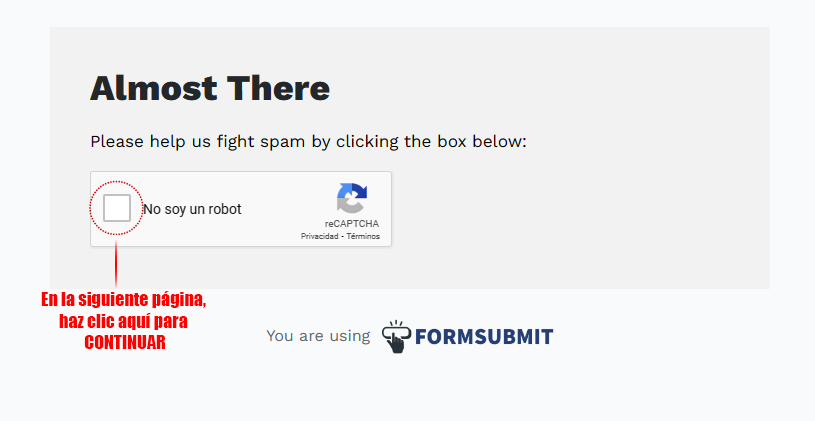 Almost There
Please help us fight spam by clicking the box below:
No soy un robot
reCAPTCHA
Privacidad - Términos
En la siguiente página,
haz clic aquí para
CONTINUAR
You are using FORMSUBMIT